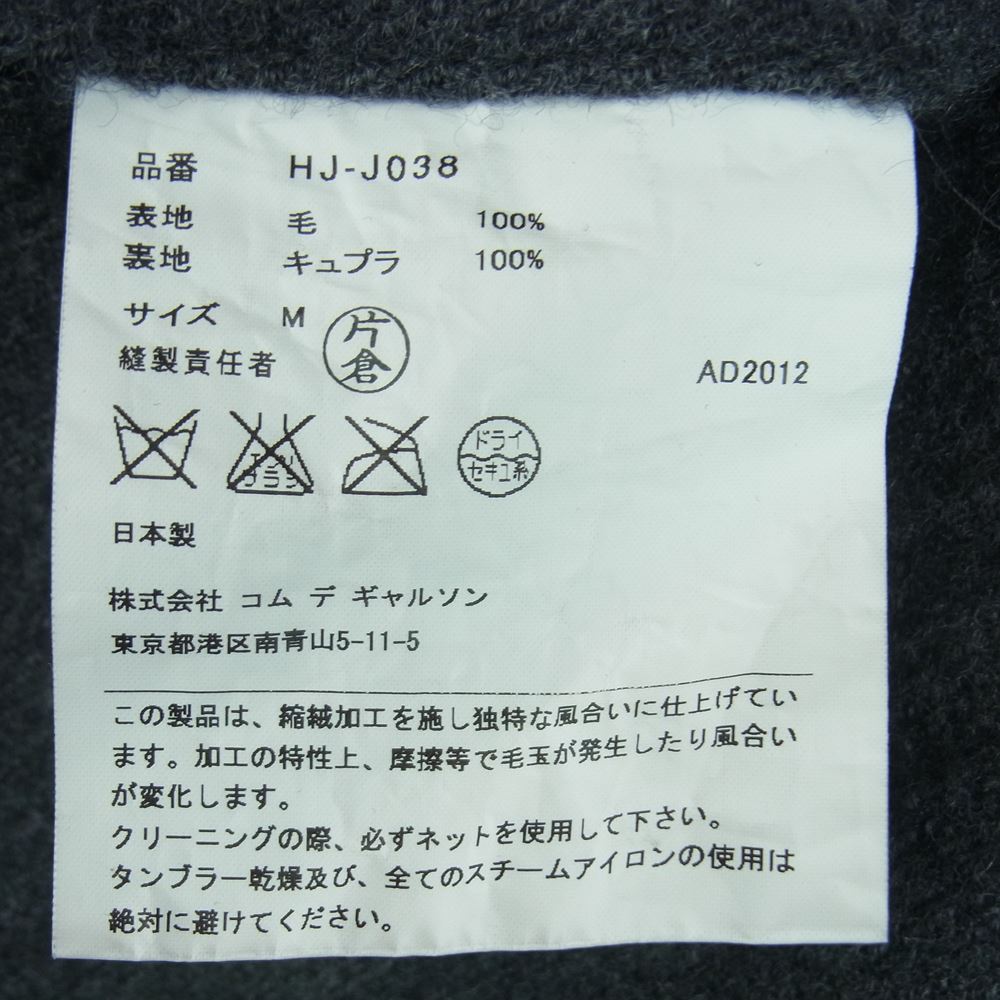 品番 HJ-J038
表地 毛 100%
裏地 キュプラ 100%
サイズ M
片倉
縫製責任者
AD2012
エンソ
ブラシ
ドライ
セキユ系
日本製
株式会社 コム デ ギャルソン
東京都港区南青山5-11-5
この製品は、縮絨加工を施し独特な風合いに仕上げてい
ます。加工の特性上、摩擦等で毛玉が発生したり風合い
が変化します。
クリーニングの際、必ずネットを使用して下さい。
タンブラー乾燥及び、全てのスチームアイロンの使用は
絶対に避けてください。